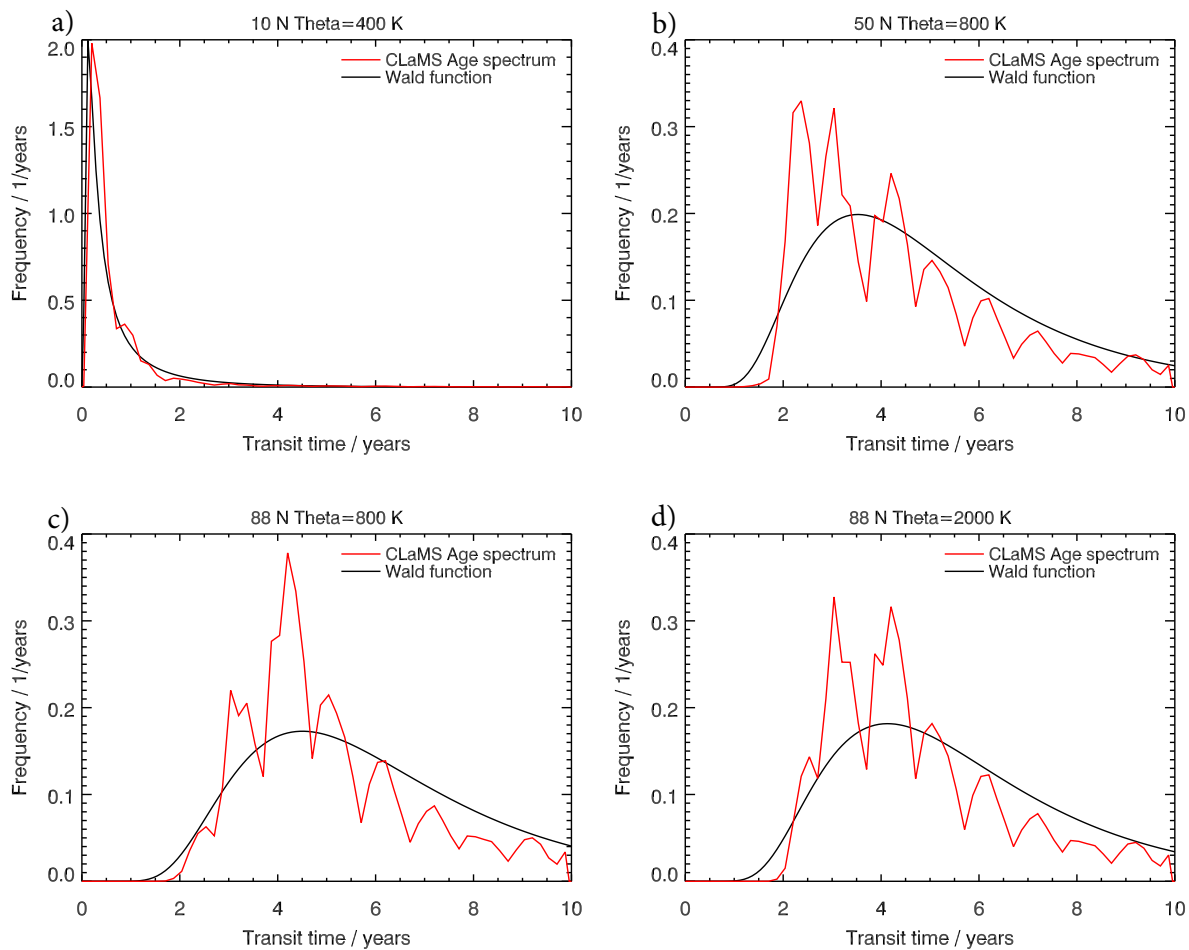 a)
10 N Theta=400 K
CLaMS Age spectrum
Wald function
Frequency / 1/years
2.0
1.5
1.0
0.5
0.0
0 2 4 6 8 10
Transit time / years
b)
50 N Theta=800 K
CLaMS Age spectrum
Wald function
Frequency / 1/years
0.4
0.3
0.2
0.1
0.0
0 2 4 6 8 10
Transit time / years
c)
88 N Theta=800 K
CLaMS Age spectrum
Wald function
Frequency / 1/years
0.4
0.3
0.2
0.1
0.0
0 2 4 6 8 10
Transit time / years
d)
88 N Theta=2000 K
CLaMS Age spectrum
Wald function
Frequency / 1/years
0.4
0.3
0.2
0.1
0.0
0 2 4 6 8 10
Transit time / years